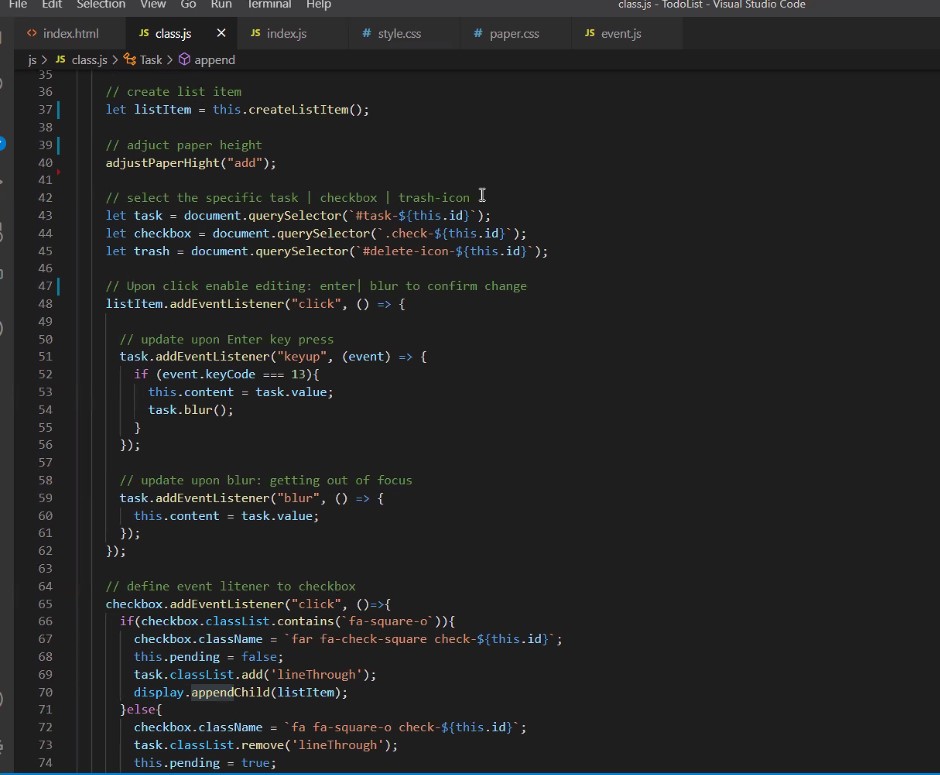 File Edit Selection View Go Run Terminal Help class.js - TodoList - Visual Studio Code
<> index.html JS class.js × JS index.js # style.css # paper.css JS event.js
js > JS class.js > Task > append
35
36 // create list item
37 let listItem = this.createListItem();
38
39 // adjuct paper height
40 adjustPaperHight("add");
41
42 // select the specific task | checkbox | trash-icon
43 let task = document.querySelector(`#task-${this.id}`);
44 let checkbox = document.querySelector(`.check-${this.id}`);
45 let trash = document.querySelector(`#delete-icon-${this.id}`);
46
47 // Upon click enable editing: enter| blur to confirm change
48 listItem.addEventListener("click", () => {
49
50 // update upon Enter key press
51 task.addEventListener("keyup", (event) => {
52 if (event.keyCode === 13){
53 this.content = task.value;
54 task.blur();
55 }
56 });
57
58 // update upon blur: getting out of focus
59 task.addEventListener("blur", () => {
60 this.content = task.value;
61 });
62 });
63
64 // define event litener to checkbox
65 checkbox.addEventListener("click", ()=>{
66 if(checkbox.classList.contains(`fa-square-o`)){
67 checkbox.className = `far fa-check-square check-${this.id}`;
68 this.pending = false;
69 task.classList.add('lineThrough');
70 display.appendChild(listItem);
71 }else{
72 checkbox.className = `fa fa-square-o check-${this.id}`;
73 task.classList.remove('lineThrough');
74 this.pending = true;